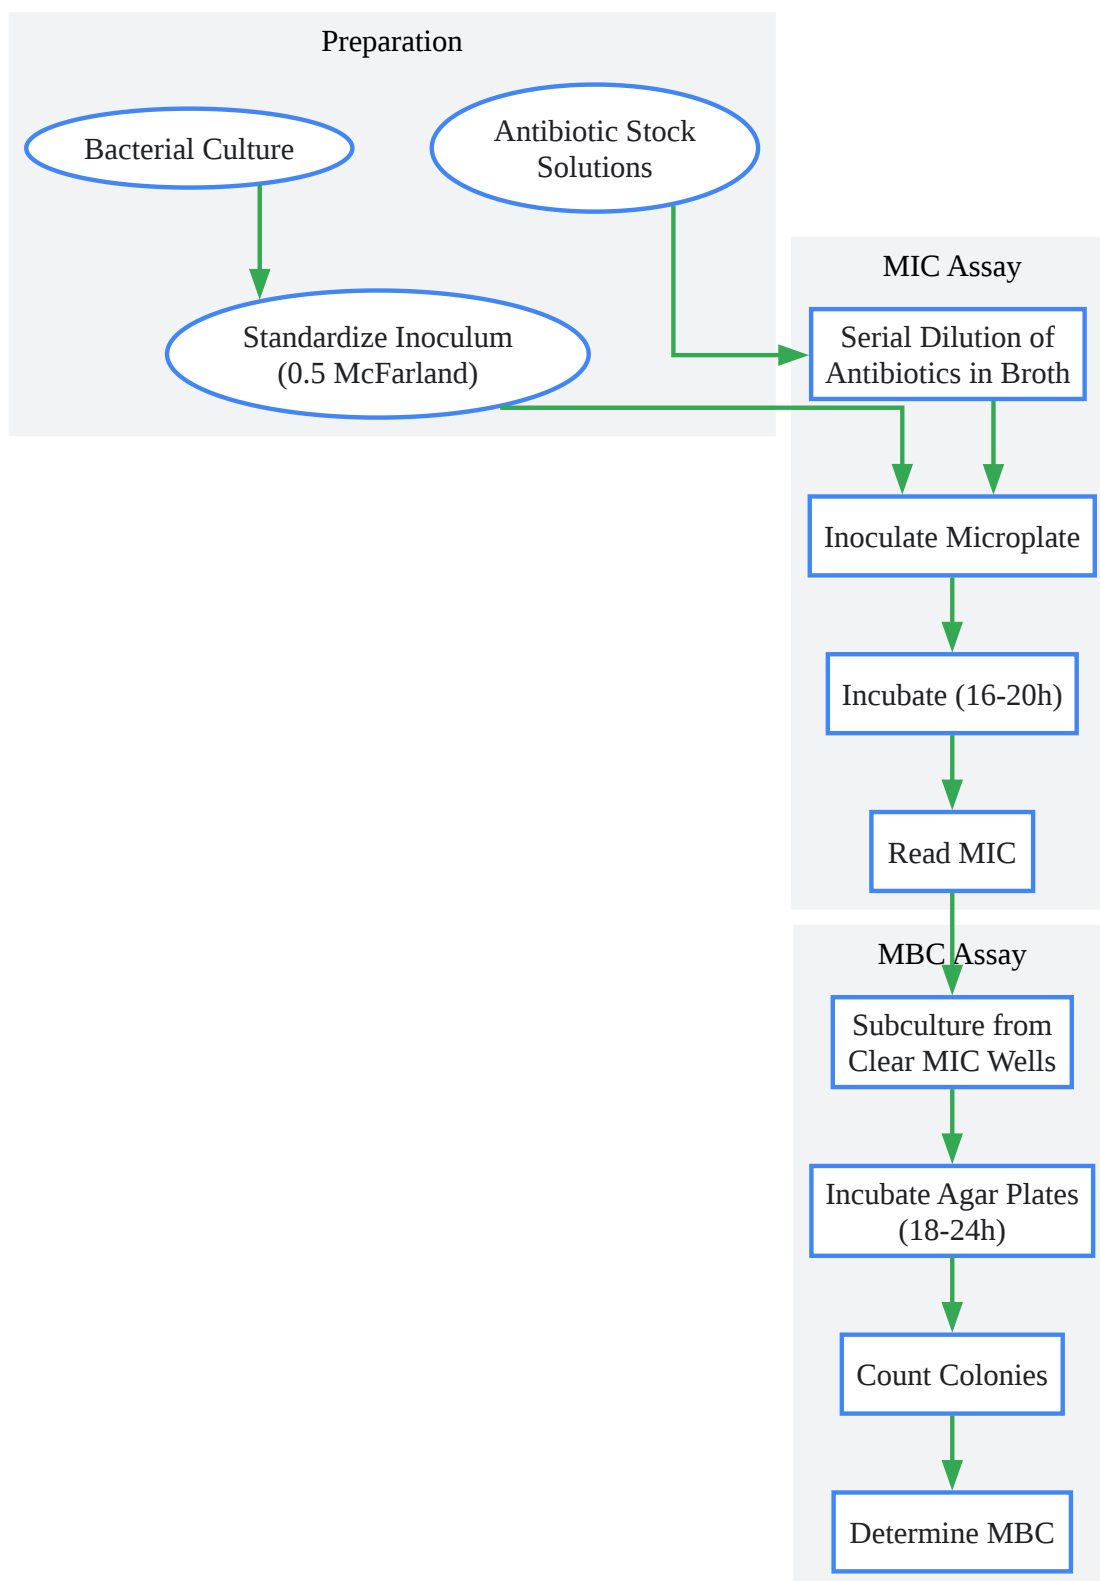 Preparation
Bacterial Culture
Antibiotic Stock
Solutions
Standardize Inoculum
(0.5 McFarland)
MIC Assay
Serial Dilution of
Antibiotics in Broth
Inoculate Microplate
Incubate (16-20h)
Read MIC
MBC Assay
Subculture from
Clear MIC Wells
Incubate Agar Plates
(18-24h)
Count Colonies
Determine MBC